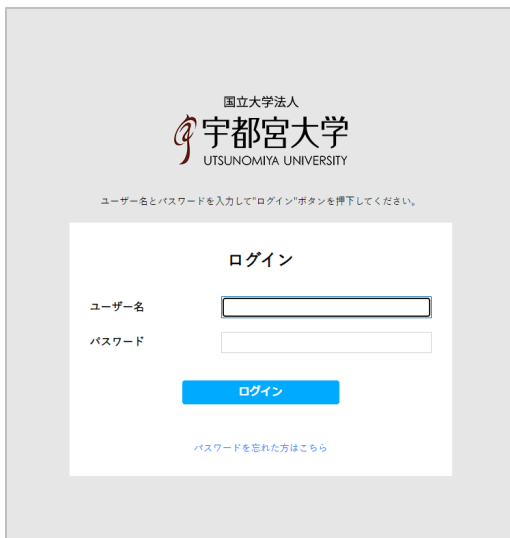 国立大学法人
宇都宮大学
UTSUNOMIYA UNIVERSITY
ユーザー名とパスワードを入力して"ログイン"ボタンを押下してください。
ログイン
ユーザー名
パスワード
ログイン
パスワードを忘れた方はこちら